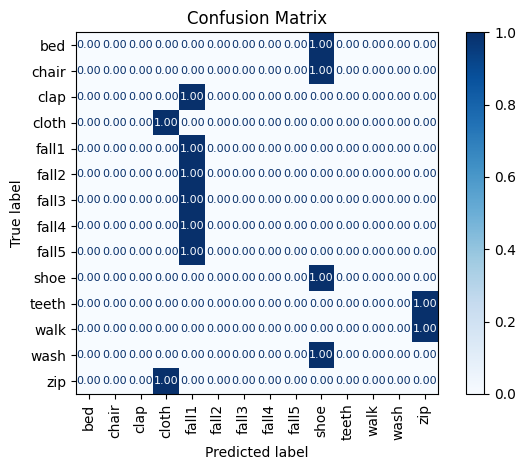 Confusion Matrix
True label
bed 0.00 0.00 0.00 0.00 0.00 0.00 0.00 0.00 0.00 1.00 0.00 0.00 0.00 0.00
chair 0.00 0.00 0.00 0.00 0.00 0.00 0.00 0.00 0.00 1.00 0.00 0.00 0.00 0.00
clap 0.00 0.00 0.00 0.00 1.00 0.00 0.00 0.00 0.00 0.00 0.00 0.00 0.00 0.00
cloth 0.00 0.00 0.00 1.00 0.00 0.00 0.00 0.00 0.00 0.00 0.00 0.00 0.00 0.00
fall1 0.00 0.00 0.00 0.00 1.00 0.00 0.00 0.00 0.00 0.00 0.00 0.00 0.00 0.00
fall2 0.00 0.00 0.00 0.00 1.00 0.00 0.00 0.00 0.00 0.00 0.00 0.00 0.00 0.00
fall3 0.00 0.00 0.00 0.00 1.00 0.00 0.00 0.00 0.00 0.00 0.00 0.00 0.00 0.00
fall4 0.00 0.00 0.00 0.00 1.00 0.00 0.00 0.00 0.00 0.00 0.00 0.00 0.00 0.00
fall5 0.00 0.00 0.00 0.00 1.00 0.00 0.00 0.00 0.00 0.00 0.00 0.00 0.00 0.00
shoe 0.00 0.00 0.00 0.00 0.00 0.00 0.00 0.00 0.00 1.00 0.00 0.00 0.00 0.00
teeth 0.00 0.00 0.00 0.00 0.00 0.00 0.00 0.00 0.00 0.00 0.00 0.00 0.00 1.00
walk 0.00 0.00 0.00 0.00 0.00 0.00 0.00 0.00 0.00 0.00 0.00 0.00 0.00 1.00
wash 0.00 0.00 0.00 0.00 0.00 0.00 0.00 0.00 0.00 1.00 0.00 0.00 0.00 0.00
zip 0.00 0.00 0.00 1.00 0.00 0.00 0.00 0.00 0.00 0.00 0.00 0.00 0.00 0.00
bed chair clap cloth fall1 fall2 fall3 fall4 fall5 shoe teeth walk wash zip
Predicted label
1.0
0.8
0.6
0.4
0.2
0.0